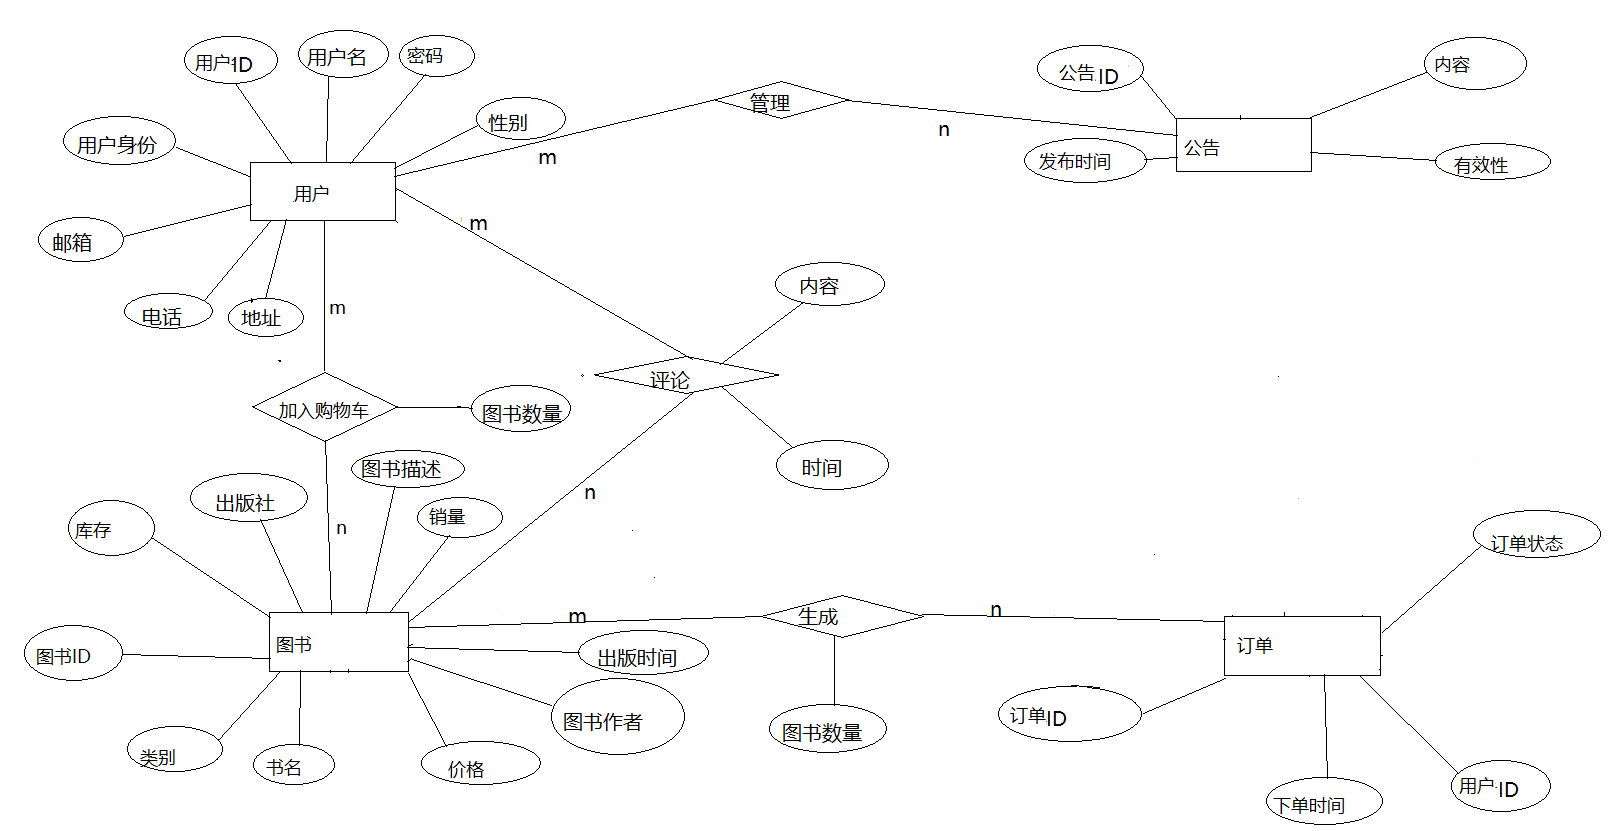 用户ID
用户名
密码
性别
用户身份
用户
邮箱
电话
地址
管理
m
n
公告ID
内容
发布时间
公告
有效性
m
m
内容
评论
时间
n
加入购物车
图书数量
n
图书描述
出版社
销量
库存
图书ID
图书
类别
书名
价格
出版时间
图书作者
m
生成
n
图书数量
订单状态
订单
订单ID
下单时间
用户ID